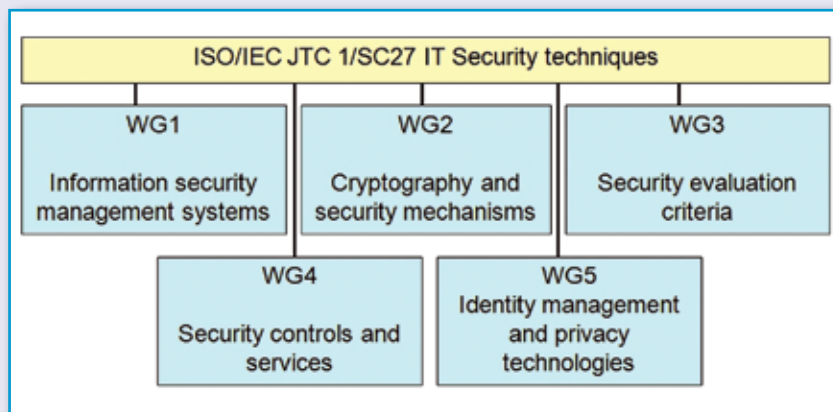 ISO/IEC JTC 1/SC27 IT Security techniques
WG1
Information security
management systems
WG2
Cryptography and
security mechanisms
WG3
Security evaluation
criteria
WG4
Security controls and
services
WG5
Identity management
and privacy
technologies